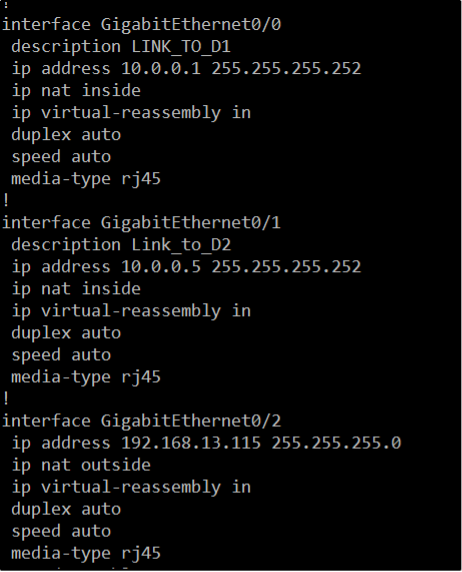 !
interface GigabitEthernet0/0
 description LINK_TO_D1
 ip address 10.0.0.1 255.255.255.252
 ip nat inside
 ip virtual-reassembly in
 duplex auto
 speed auto
 media-type rj45
!
interface GigabitEthernet0/1
 description Link_to_D2
 ip address 10.0.0.5 255.255.255.252
 ip nat inside
 ip virtual-reassembly in
 duplex auto
 speed auto
 media-type rj45
!
interface GigabitEthernet0/2
 ip address 192.168.13.115 255.255.255.0
 ip nat outside
 ip virtual-reassembly in
 duplex auto
 speed auto
 media-type rj45